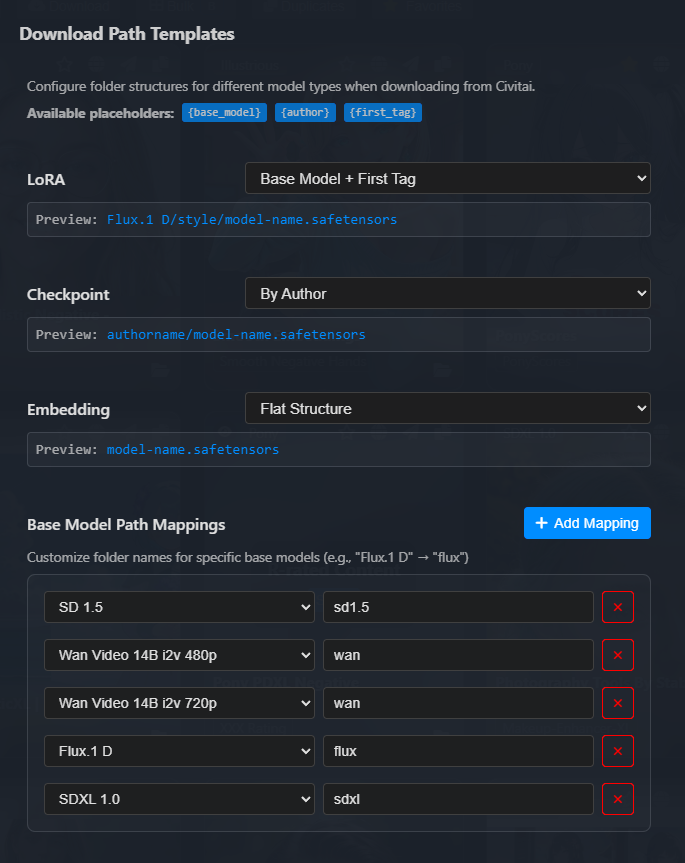 Download Path Templates
Configure folder structures for different model types when downloading from Civitai.
Available placeholders: {base_model} {author} {first_tag}
LoRA Base Model + First Tag
Preview: Flux.1 D/style/model-name.safetensors
Checkpoint By Author
Preview: authorname/model-name.safetensors
Embedding Flat Structure
Preview: model-name.safetensors
Base Model Path Mappings + Add Mapping
Customize folder names for specific base models (e.g., "Flux.1 D" → "flux")
SD 1.5 sd1.5 ×
Wan Video 14B i2v 480p wan ×
Wan Video 14B i2v 720p wan ×
Flux.1 D flux ×
SDXL 1.0 sdxl ×